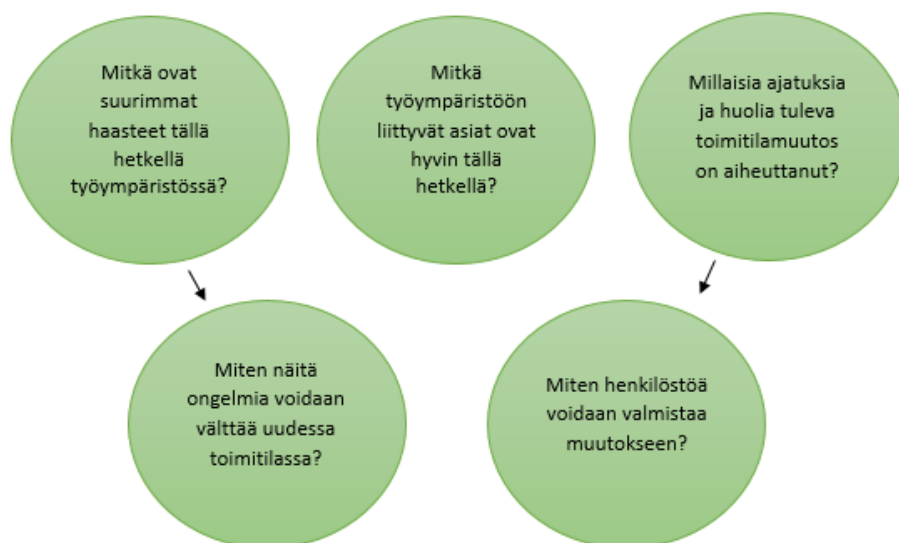 Mitkä ovat
suurimmat
haasteet tällä
hetkellä
työympäristössä?
Mitkä
työympäristöön
liittyvät asiat ovat
hyvin tällä
hetkellä?
Millaisia ajatuksia
ja huolia tuleva
toimitilamuutos
on aiheuttanut?
Miten näitä
ongelmia voidaan
välttää uudessa
toimitilassa?
Miten henkilöstöä
voidaan valmistaa
muutokseen?